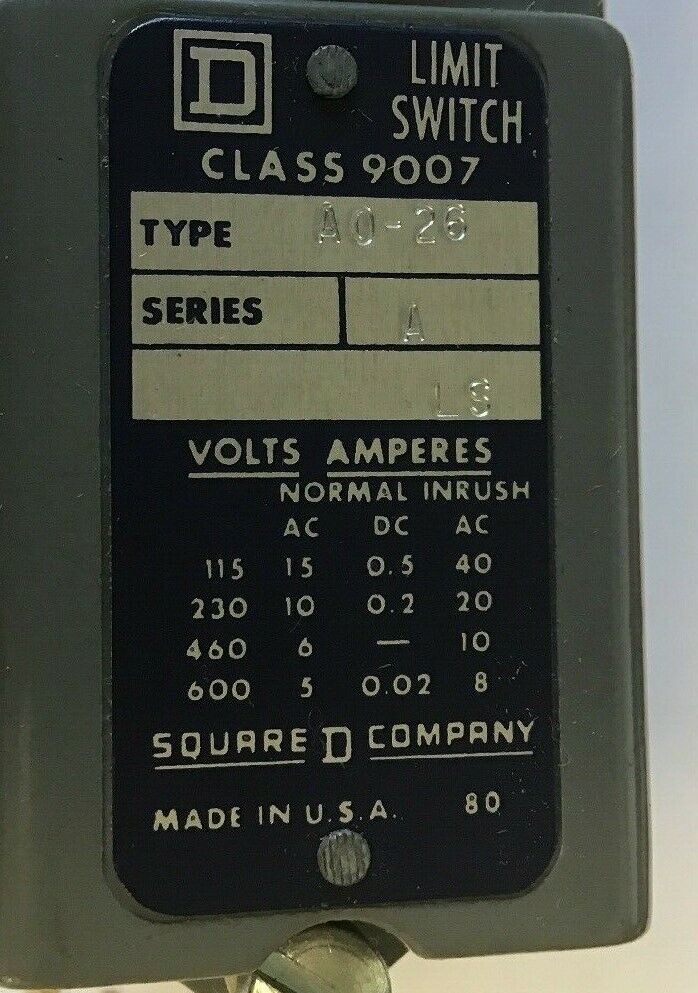 D LIMIT
SWITCH
CLASS 9007
TYPE AO-26
SERIES A
LS
VOLTS AMPERES
NORMAL INRUSH
AC DC AC
115 15 0.5 40
230 10 0.2 20
460 6 — 10
600 5 0.02 8
SQUARE D COMPANY
MADE IN U.S.A. 80